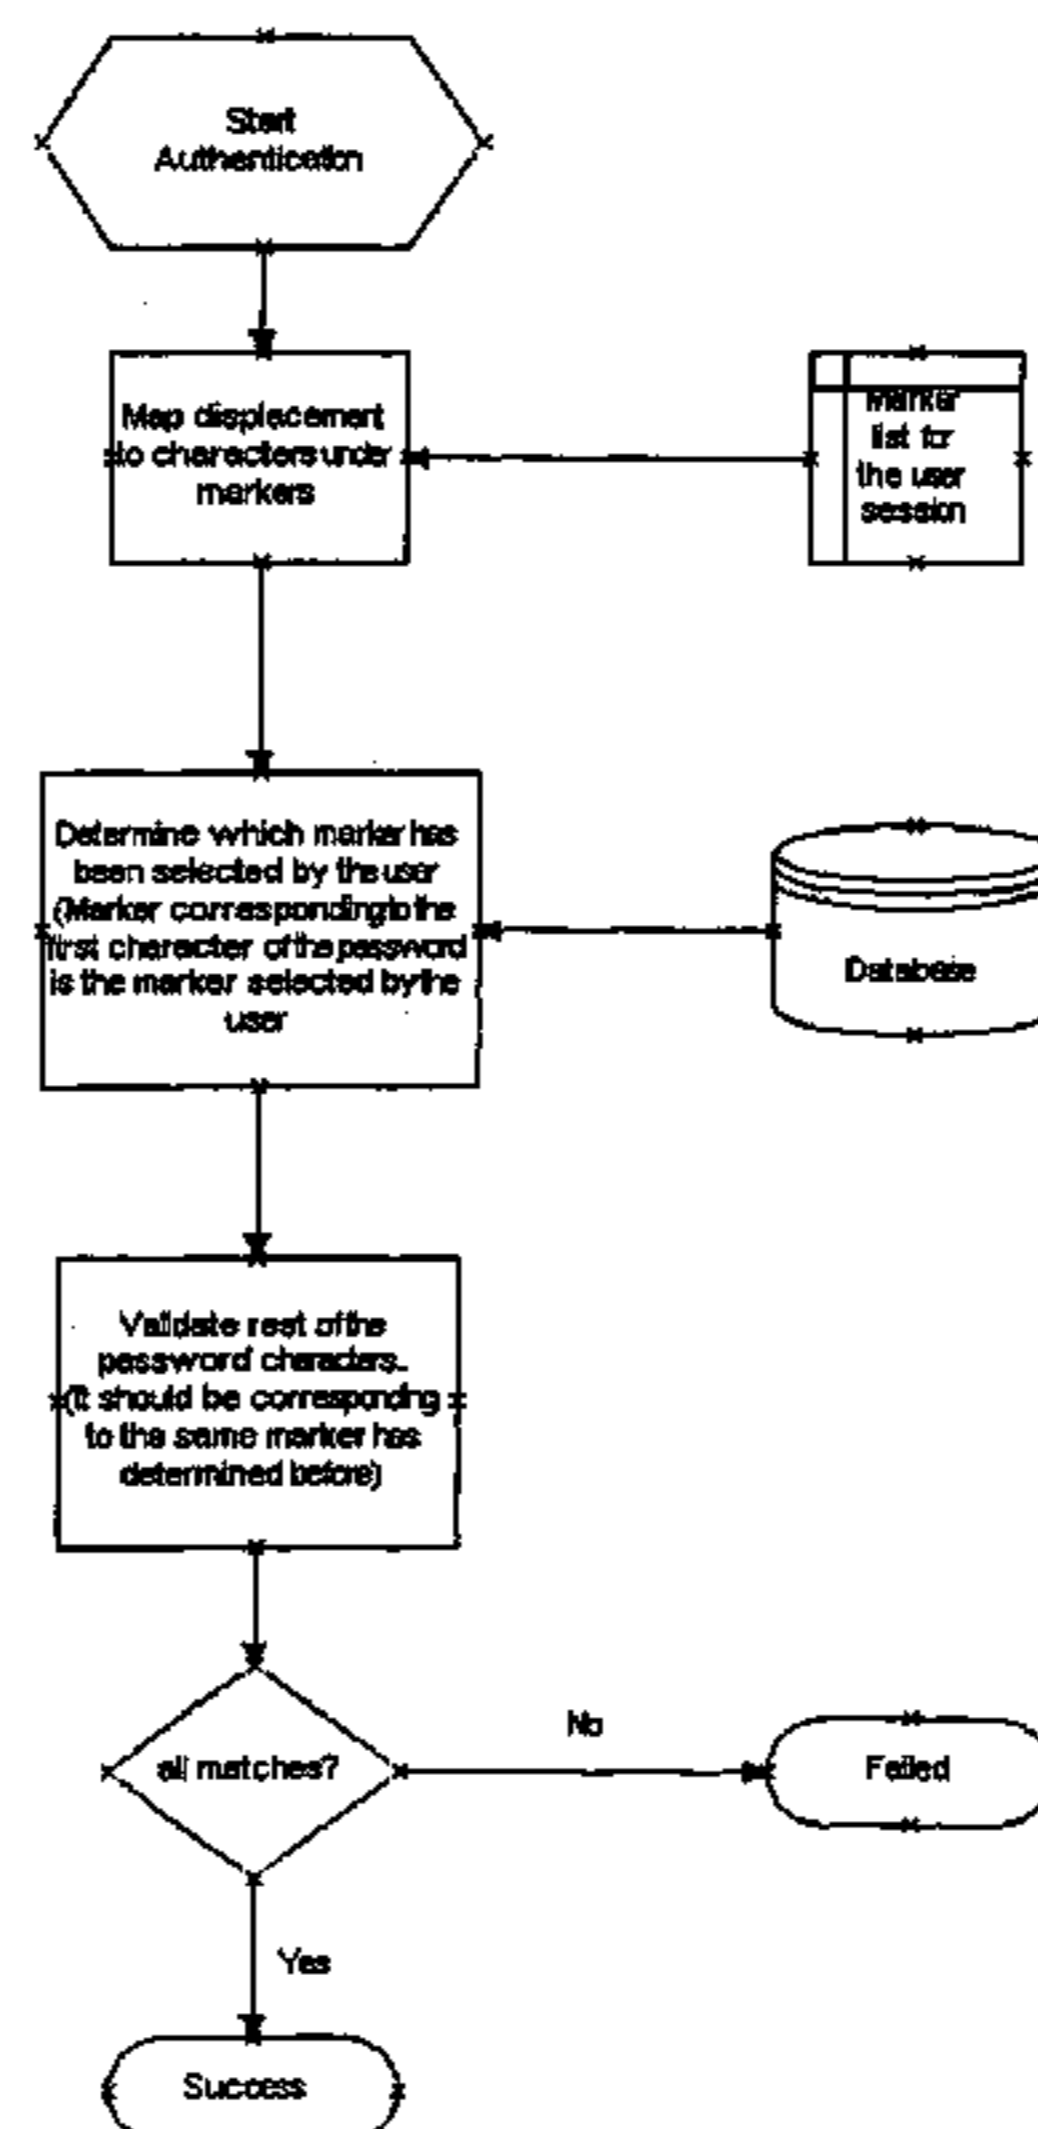 Start
Authentication
Map displacement
to characters under
markers
Marker
list for
the user
session
Determine which marker has
been selected by the user
(Marker corresponding to the
first character of the password
is the marker selected by the
user
Database
Validate rest of the
password characters.
(It should be corresponding
to the same marker has
determined before)
all matches?
No
Failed
Yes
Success